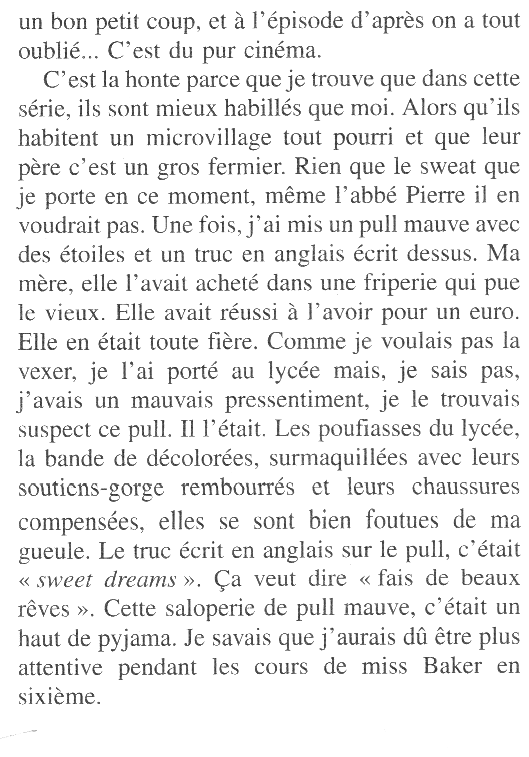 un bon petit coup, et à l'épisode d'après on a tout
oublié... C'est du pur cinéma.
C'est la honte parce que je trouve que dans cette
série, ils sont mieux habillés que moi. Alors qu'ils
habitent un microvillage tout pourri et que leur
père c'est un gros fermier. Rien que le sweat que
je porte en ce moment, même l'abbé Pierre il en
voudrait pas. Une fois, j'ai mis un pull mauve avec
des étoiles et un truc en anglais écrit dessus. Ma
mère, elle l'avait acheté dans une friperie qui pue
le vieux. Elle avait réussi à l'avoir pour un euro.
Elle en était toute fière. Comme je voulais pas la
vexer, je l'ai porté au lycée mais, je sais pas,
j'avais un mauvais pressentiment, je le trouvais
suspect ce pull. Il l'était. Les poufiasses du lycée,
la bande de décolorées, surmaquillées avec leurs
soutiens-gorge rembourrés et leurs chaussures
compensées, elles se sont bien foutues de ma
gueule. Le truc écrit en anglais sur le pull, c'était
« sweet dreams ». Ça veut dire « fais de beaux
rêves ». Cette saloperie de pull mauve, c'était un
haut de pyjama. Je savais que j'aurais dû être plus
attentive pendant les cours de miss Baker en
sixième.